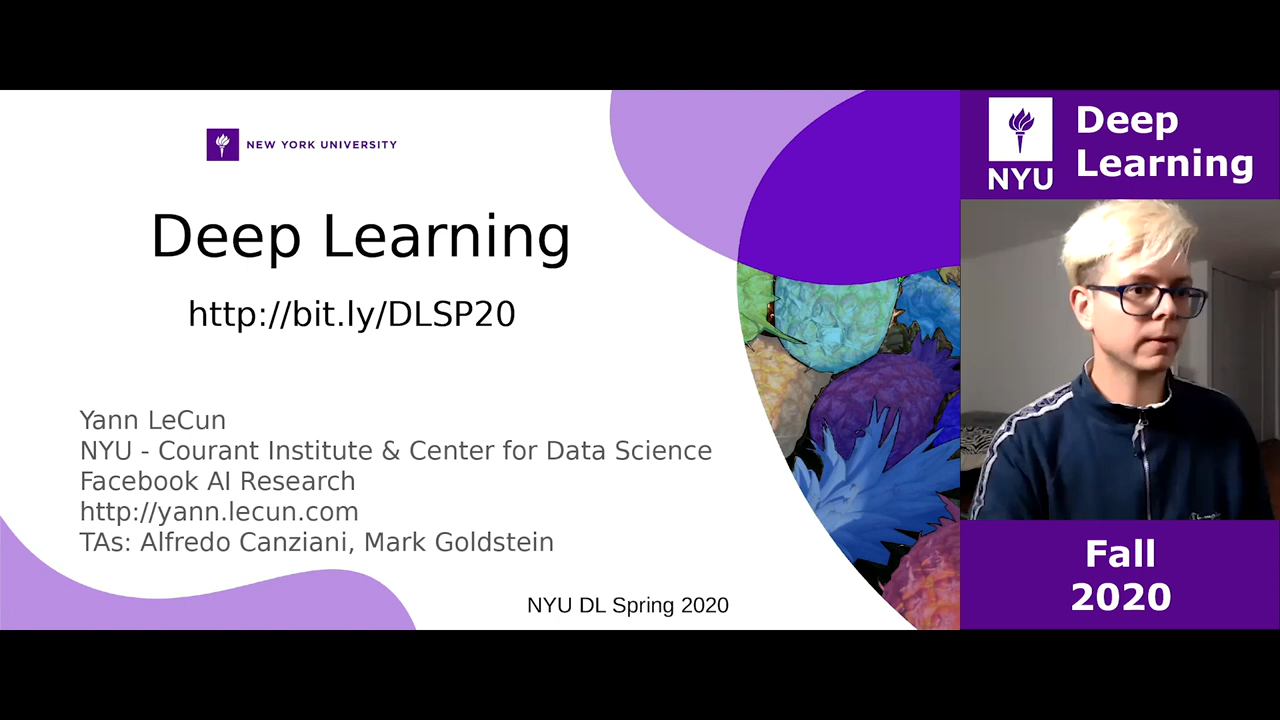 NEW YORK UNIVERSITY
Deep Learning
http://bit.ly/DLSP20
Yann LeCun
NYU - Courant Institute & Center for Data Science
Facebook AI Research
http://yann.lecun.com
TAs: Alfredo Canziani, Mark Goldstein
NYU DL Spring 2020
NYU
Deep
Learning
Fall
2020